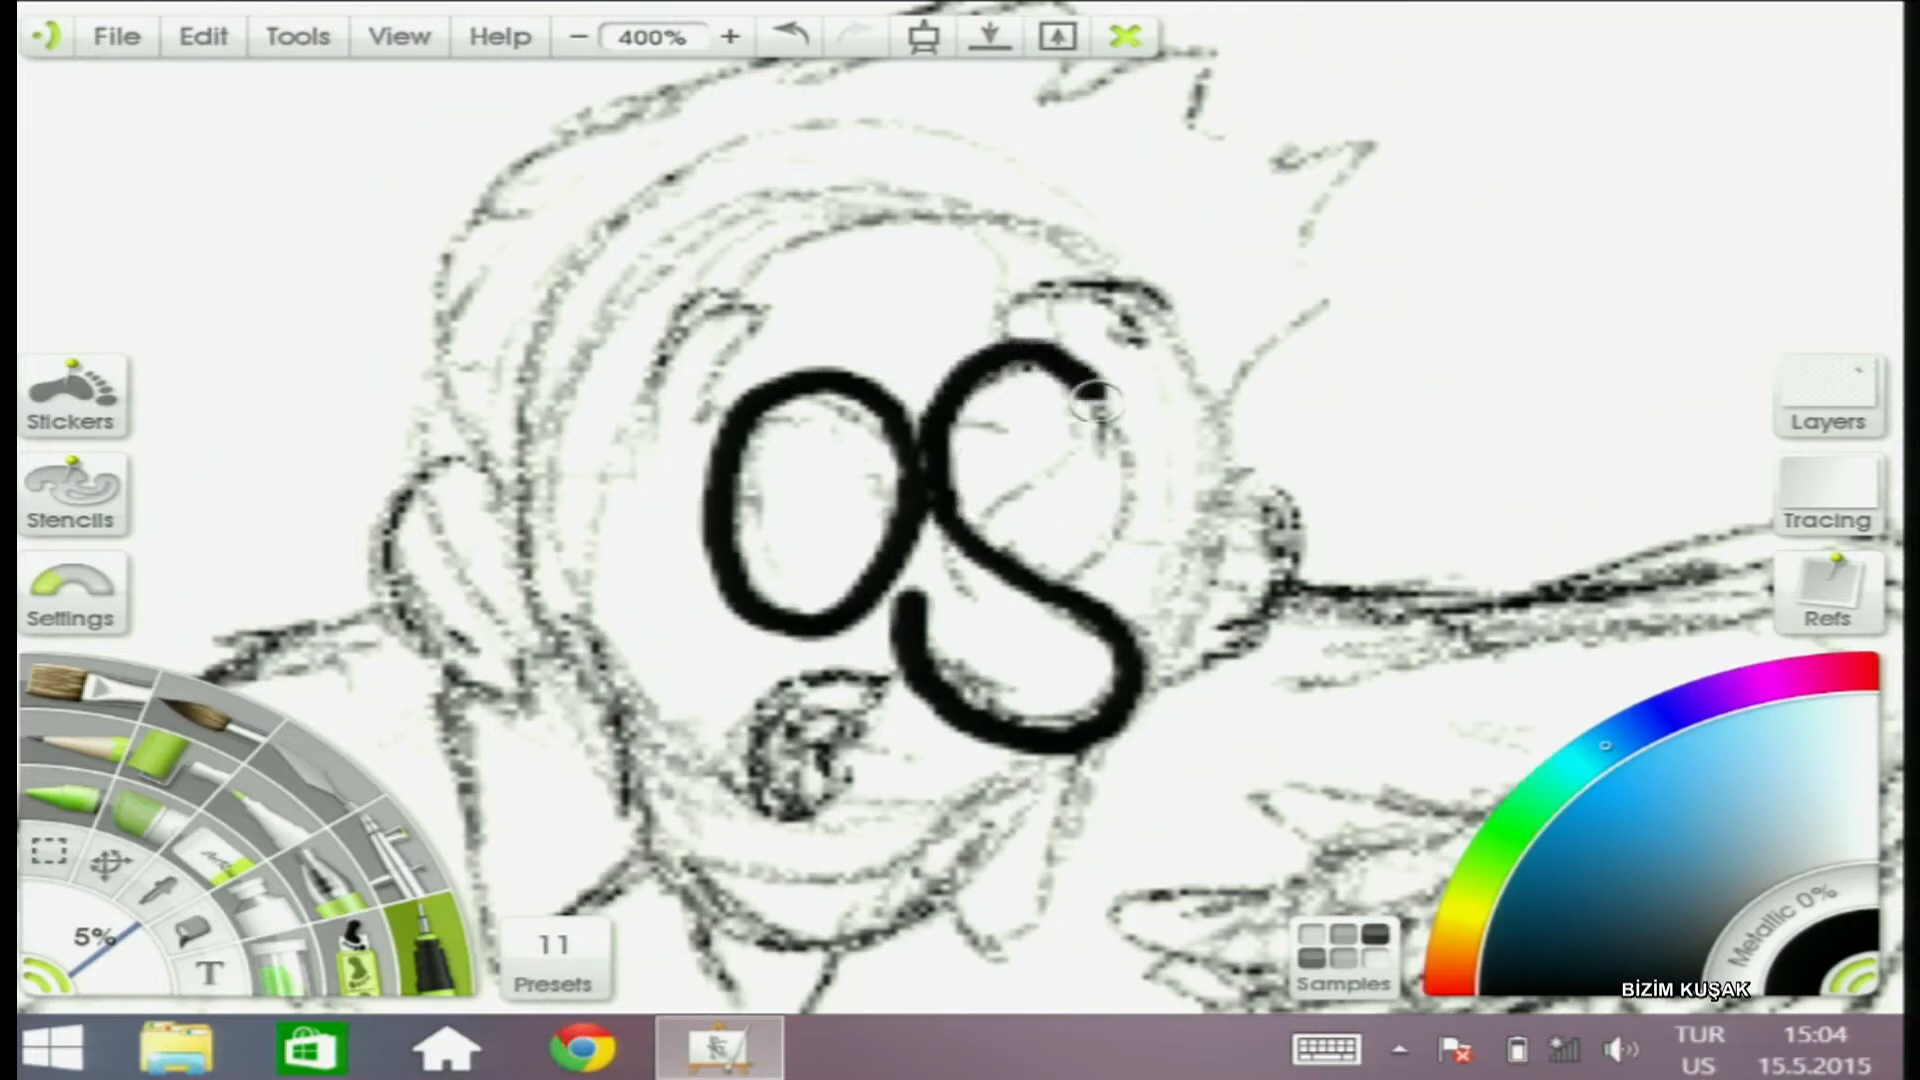 File Edit Tools View Help − 400% +
Stickers
Layers
Stencils
Tracing
Settings
Refs
5%
T
11
Presets
Samples
Metallic 0%
BİZİM KUŞAK
TUR
US
15:04
15.5.2015